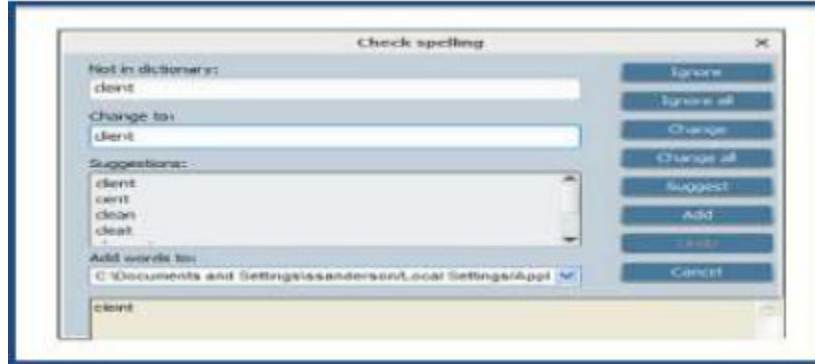 Check spelling
Not in dictionary:
cleint
Ignore
Ignore all
Change to:
client
Change
Change all
Suggestions:
client
cent
clean
cleat
Suggest
Add
Undo
Add words to:
C:\Documents and Settings\ssanderson/Local Settings/Appl
Cancel
cleint